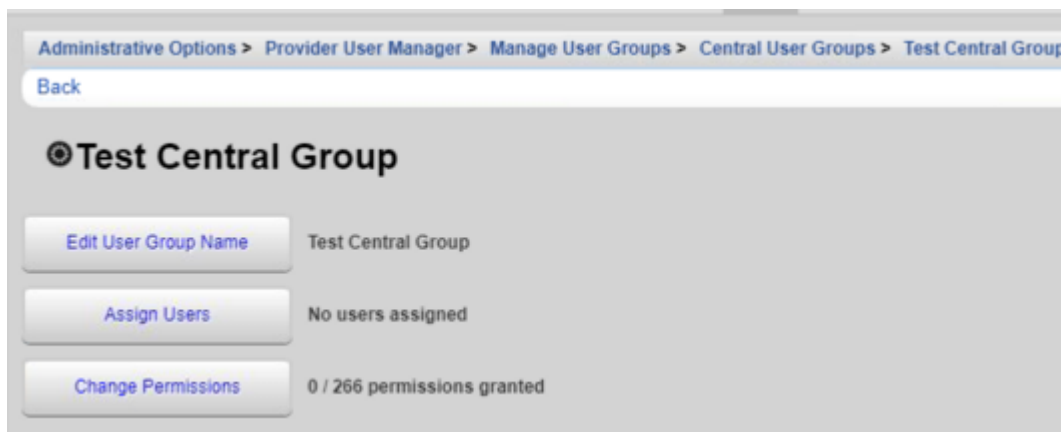 Administrative Options > Provider User Manager > Manage User Groups > Central User Groups > Test Central Group
Back
Test Central Group
Edit User Group Name Test Central Group
Assign Users No users assigned
Change Permissions 0 / 266 permissions granted